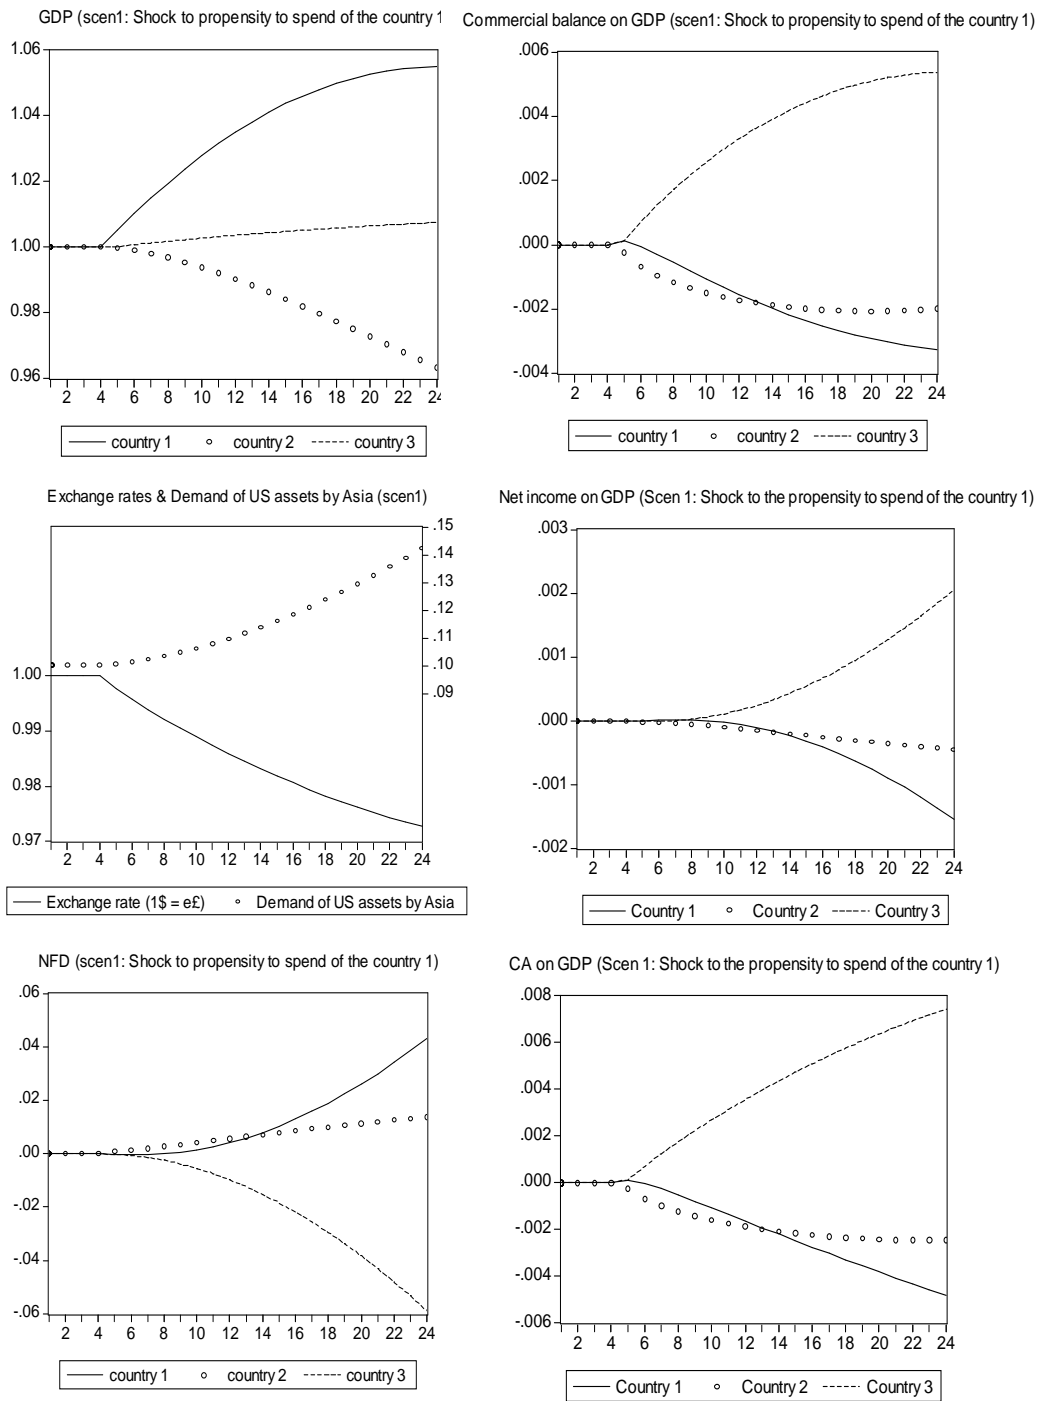 GDP (scen1: Shock to propensity to spend of the country 1
1.06
1.04
1.02
1.00
0.98
0.96
2 4 6 8 10 12 14 16 18 20 22 24
country 1 country 2 country 3
Commercial balance on GDP (scen1: Shock to propensity to spend of the country 1)
.006
.004
.002
.000
-.002
-.004
2 4 6 8 10 12 14 16 18 20 22 24
country 1 country 2 country 3
Exchange rates & Demand of US assets by Asia (scen1)
.15
.14
.13
.12
.11
.10
.09
1.00
0.99
0.98
0.97
2 4 6 8 10 12 14 16 18 20 22 24
Exchange rate (1$ = e£) Demand of US assets by Asia
Net income on GDP (Scen 1: Shock to the propensity to spend of the country 1)
.003
.002
.001
.000
-.001
-.002
2 4 6 8 10 12 14 16 18 20 22 24
Country 1 Country 2 Country 3
NFD (scen1: Shock to propensity to spend of the country 1)
.06
.04
.02
.00
-.02
-.04
-.06
2 4 6 8 10 12 14 16 18 20 22 24
country 1 country 2 country 3
CA on GDP (Scen 1: Shock to the propensity to spend of the country 1)
.008
.006
.004
.002
.000
-.002
-.004
-.006
2 4 6 8 10 12 14 16 18 20 22 24
Country 1 Country 2 Country 3